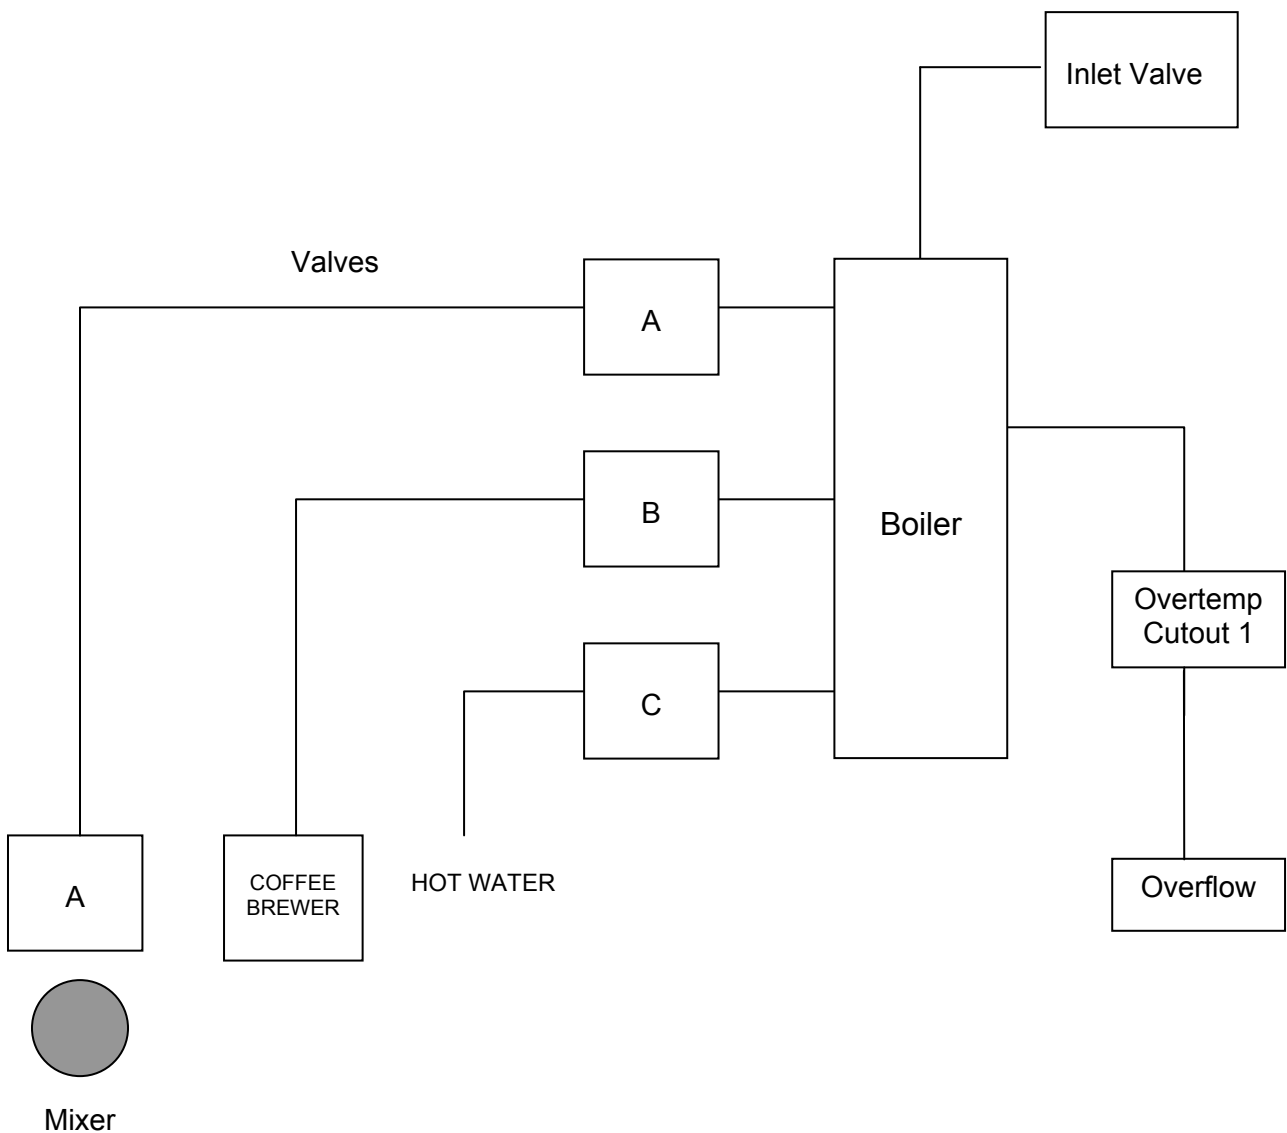 Inlet Valve
Valves
A
B
Boiler
Overtemp
Cutout 1
C
A
COFFEE
BREWER
HOT WATER
Overflow
Mixer